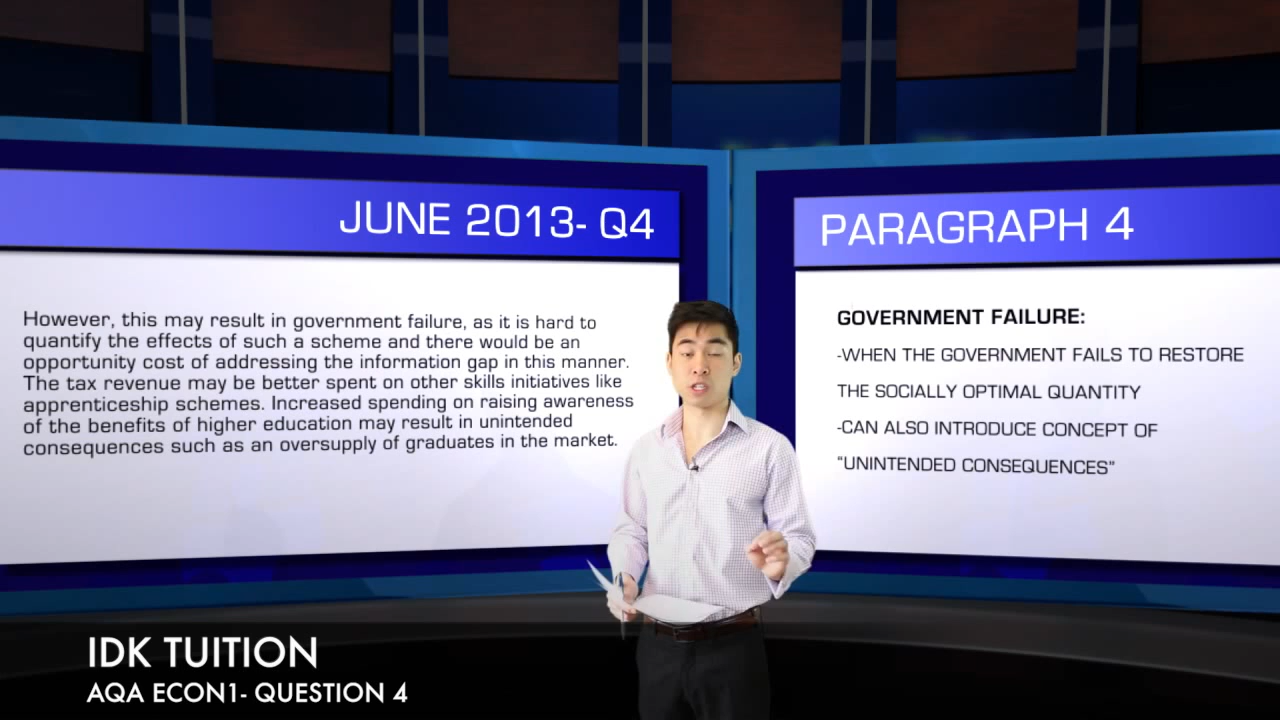 JUNE 2013- Q4
However, this may result in government failure, as it is hard to
quantify the effects of such a scheme and there would be an
opportunity cost of addressing the information gap in this manner.
The tax revenue may be better spent on other skills initiatives like
apprenticeship schemes. Increased spending on raising awareness
of the benefits of higher education may result in unintended
consequences such as an oversupply of graduates in the market.
PARAGRAPH 4
GOVERNMENT FAILURE:
-WHEN THE GOVERNMENT FAILS TO RESTORE
THE SOCIALLY OPTIMAL QUANTITY
-CAN ALSO INTRODUCE CONCEPT OF
“UNINTENDED CONSEQUENCES”
IDK TUITION
AQA ECON1- QUESTION 4